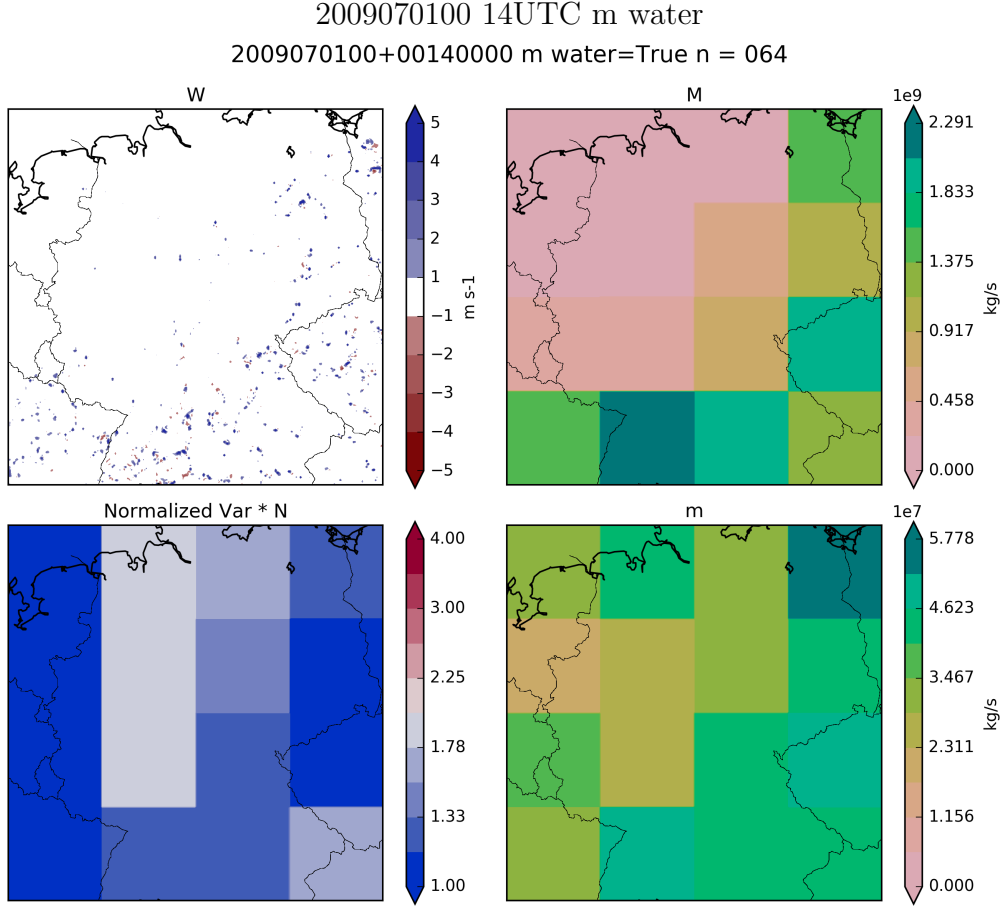 2009070100 14UTC m water
2009070100+00140000 m water=True n = 064
W
5
4
3
2
1
−1
−2
−3
−4
−5
m s-1
M
1e9
2.291
1.833
1.375
0.917
0.458
0.000
kg/s
Normalized Var * N
4.00
3.00
2.25
1.78
1.33
1.00
m
1e7
5.778
4.623
3.467
2.311
1.156
0.000
kg/s